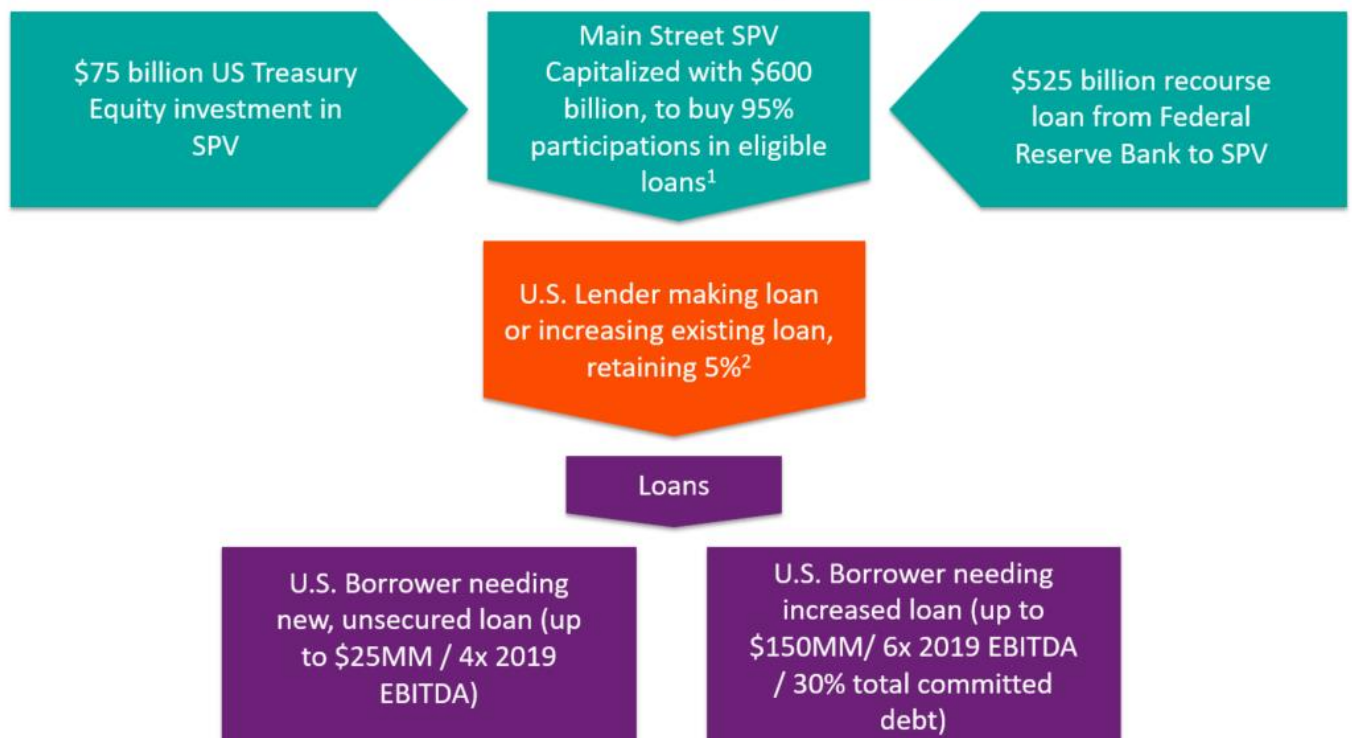 $75 billion US Treasury
Equity investment in
SPV
Main Street SPV
Capitalized with $600
billion, to buy 95%
participations in eligible
loans¹
$525 billion recourse
loan from Federal
Reserve Bank to SPV
U.S. Lender making loan
or increasing existing loan,
retaining 5%²
Loans
U.S. Borrower needing
new, unsecured loan (up
to $25MM / 4x 2019
EBITDA)
U.S. Borrower needing
increased loan (up to
$150MM/ 6x 2019 EBITDA
/ 30% total committed
debt)